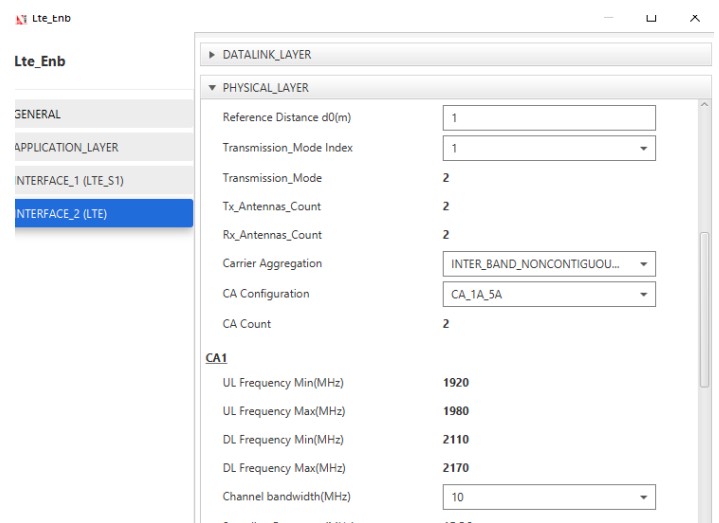 Lte_Enb
Lte_Enb
DATALINK_LAYER
PHYSICAL_LAYER
GENERAL
APPLICATION_LAYER
INTERFACE_1 (LTE_S1)
INTERFACE_2 (LTE)
Reference Distance d0(m) 1
Transmission_Mode Index 1
Transmission_Mode 2
Tx_Antennas_Count 2
Rx_Antennas_Count 2
Carrier Aggregation INTER_BAND_NONCONTIGUOU...
CA Configuration CA_1A_5A
CA Count 2
CA1
UL Frequency Min(MHz) 1920
UL Frequency Max(MHz) 1980
DL Frequency Min(MHz) 2110
DL Frequency Max(MHz) 2170
Channel bandwidth(MHz) 10